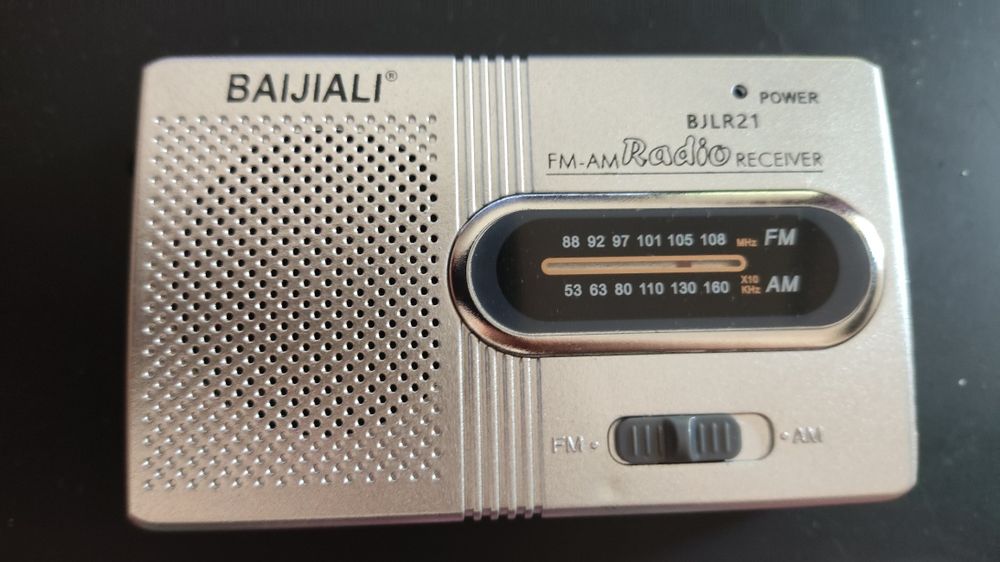 BAIJIALI®
POWER
BJLR21
FM-AM Radio RECEIVER
88 92 97 101 105 108 MHz FM
53 63 80 110 130 160 X10 KHz AM
FM • • AM